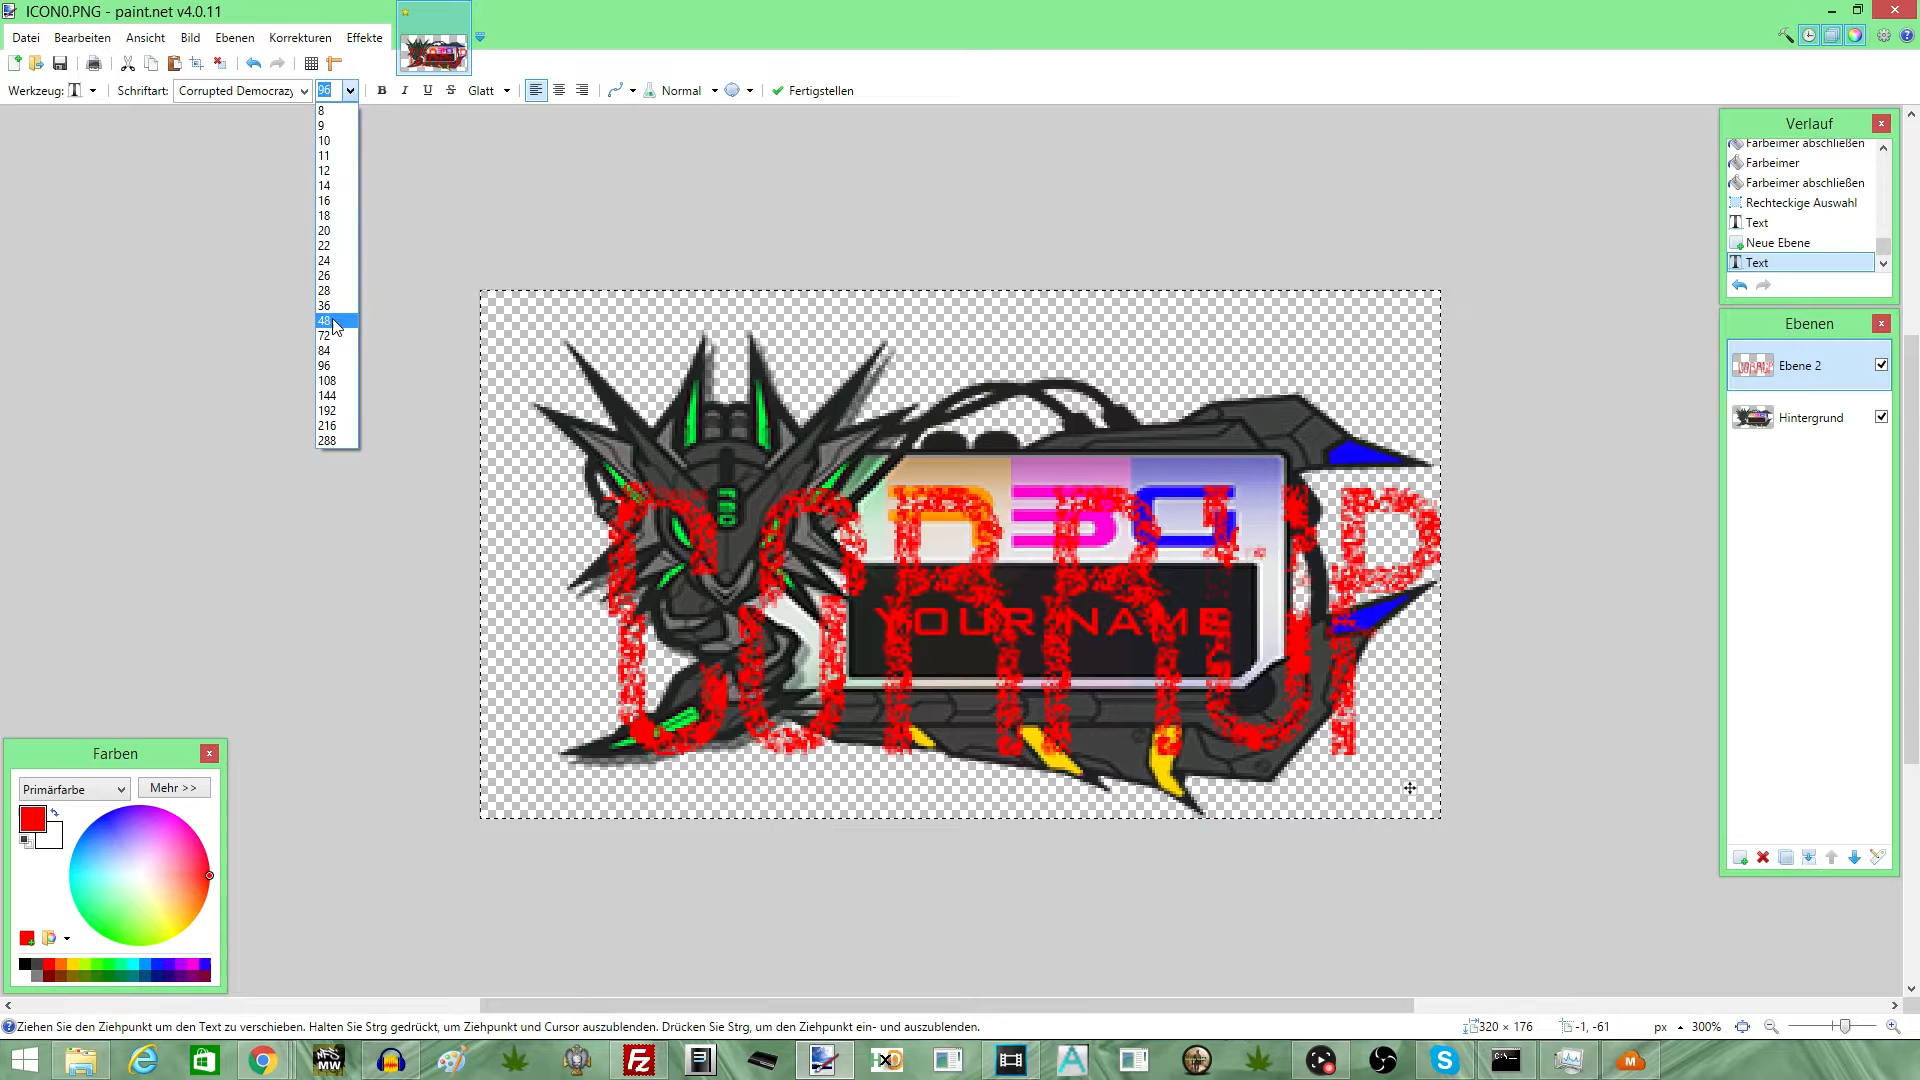 ICON0.PNG - paint.net v4.0.11
Datei Bearbeiten Ansicht Bild Ebenen Korrekturen Effekte
Werkzeug: Schriftart: Corrupted Democrazy 96 B I U S Glatt Normal Fertigstellen
8
9
10
11
12
14
16
18
20
22
24
26
28
36
48
72
84
96
108
144
192
216
288
YOUR NAME
Verlauf
Farbeimer abschließen
Farbeimer
Farbeimer abschließen
Rechteckige Auswahl
Text
Neue Ebene
Text
Ebenen
Ebene 2
Hintergrund
Farben
Primärfarbe Mehr >>
Ziehen Sie den Ziehpunkt um den Text zu verschieben. Halten Sie Strg gedrückt, um Ziehpunkt und Cursor auszublenden. Drücken Sie Strg, um den Ziehpunkt ein- und auszublenden.
320 × 176 -1, -61 px 300%